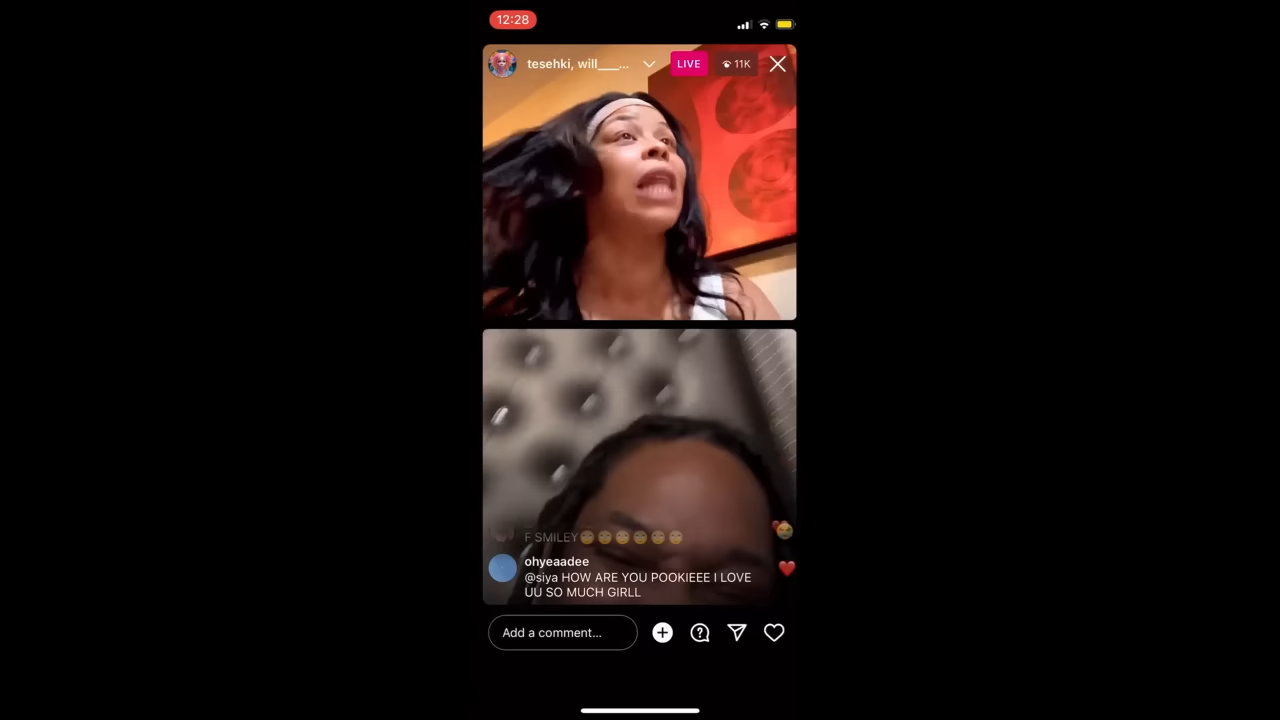 12:28
tesehki, will___... LIVE 11K
F SMILEY🙄🙄🙄🙄🙄🙄
ohyeaadee
@siya HOW ARE YOU POOKIEEE I LOVE
UU SO MUCH GIRLL
Add a comment...